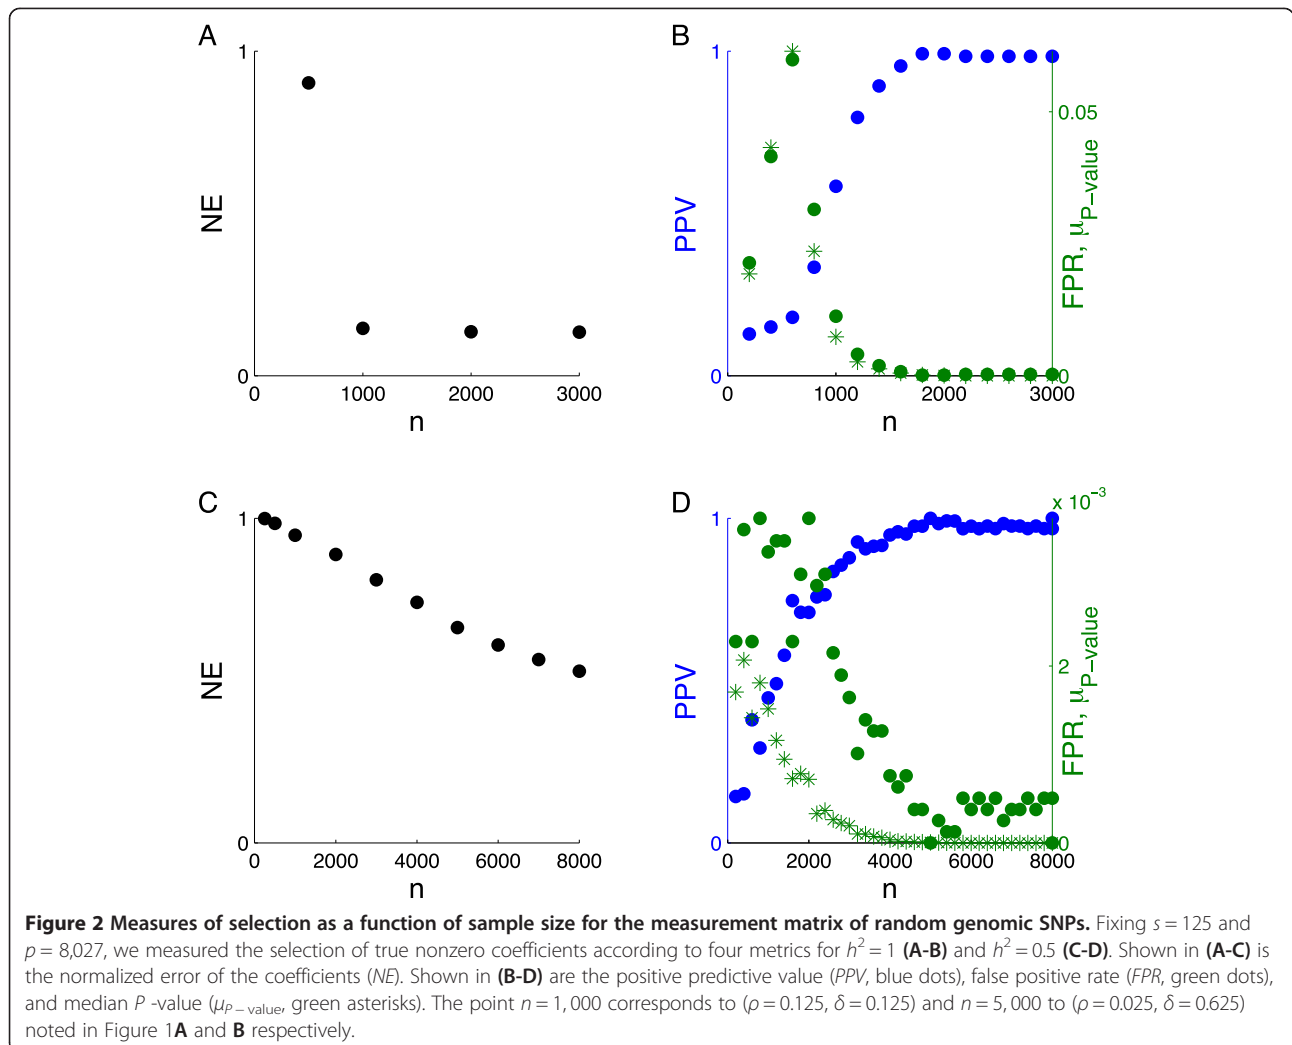 A
1
NE
0
0 1000 2000 3000
n
B
1
PPV
0
0.05
FPR, μP−value
0
0 1000 2000 3000
n
C
1
NE
0
0 2000 4000 6000 8000
n
D
x 10−3
1
PPV
0
2
FPR, μP−value
0
0 2000 4000 6000 8000
n
Figure 2 Measures of selection as a function of sample size for the measurement matrix of random genomic SNPs. Fixing s = 125 and
p = 8,027, we measured the selection of true nonzero coefficients according to four metrics for h2 = 1 (A-B) and h2 = 0.5 (C-D). Shown in (A-C) is
the normalized error of the coefficients (NE). Shown in (B-D) are the positive predictive value (PPV, blue dots), false positive rate (FPR, green dots),
and median P -value (μP − value, green asterisks). The point n = 1, 000 corresponds to (ρ = 0.125, δ = 0.125) and n = 5, 000 to (ρ = 0.025, δ = 0.625)
noted in Figure 1A and B respectively.